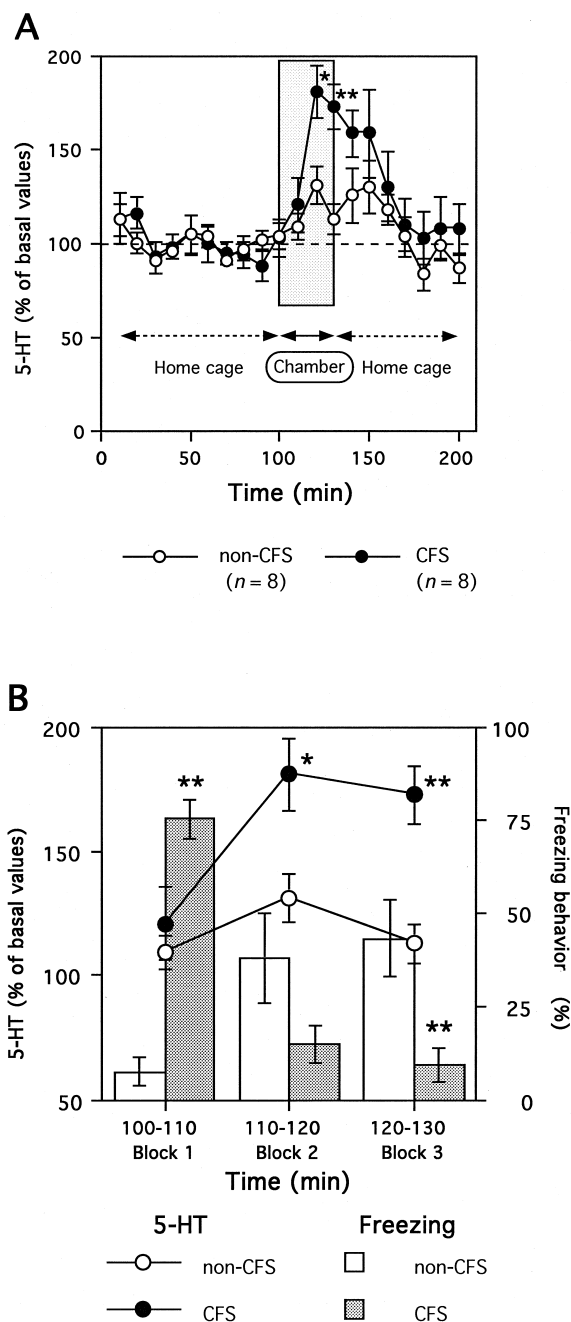 A
200
150
100
50
0
5-HT (% of basal values)
*
**
Home cage
Chamber
Home cage
0
50
100
150
200
Time (min)
non-CFS
(n = 8)
CFS
(n = 8)
B
200
150
100
50
5-HT (% of basal values)
100
75
50
25
0
Freezing behavior (%)
**
*
**
**
100-110
Block 1
110-120
Block 2
120-130
Block 3
Time (min)
5-HT
Freezing
non-CFS
non-CFS
CFS
CFS